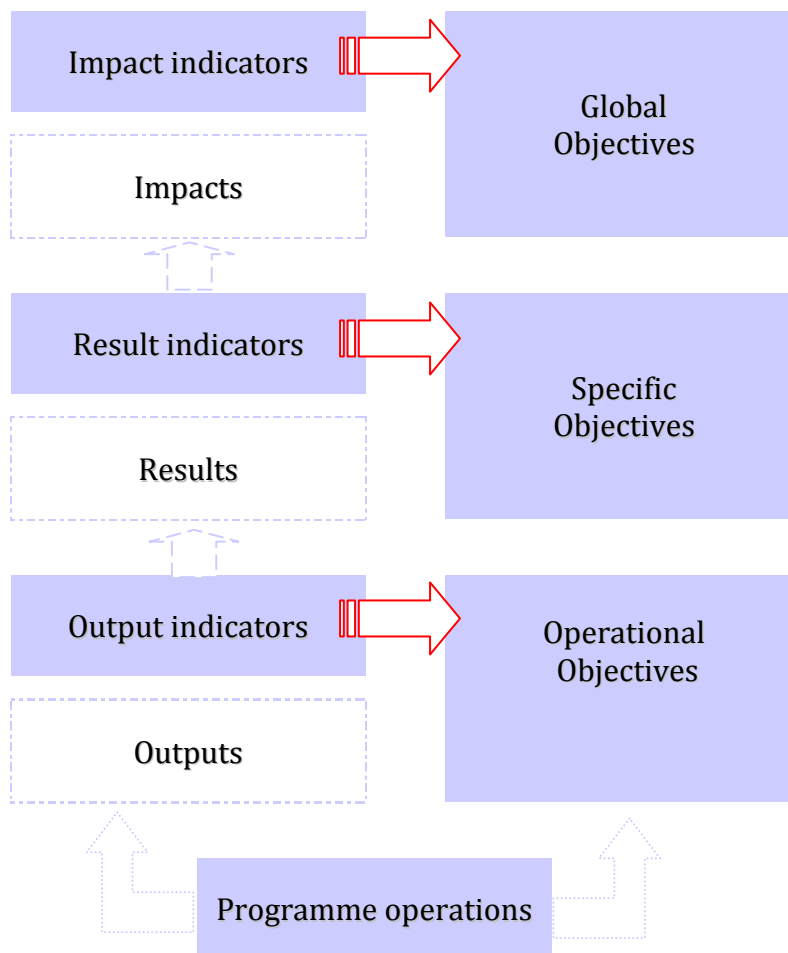 Impact indicators
Global
Objectives
Impacts
Result indicators
Specific
Objectives
Results
Output indicators
Operational
Objectives
Outputs
Programme operations